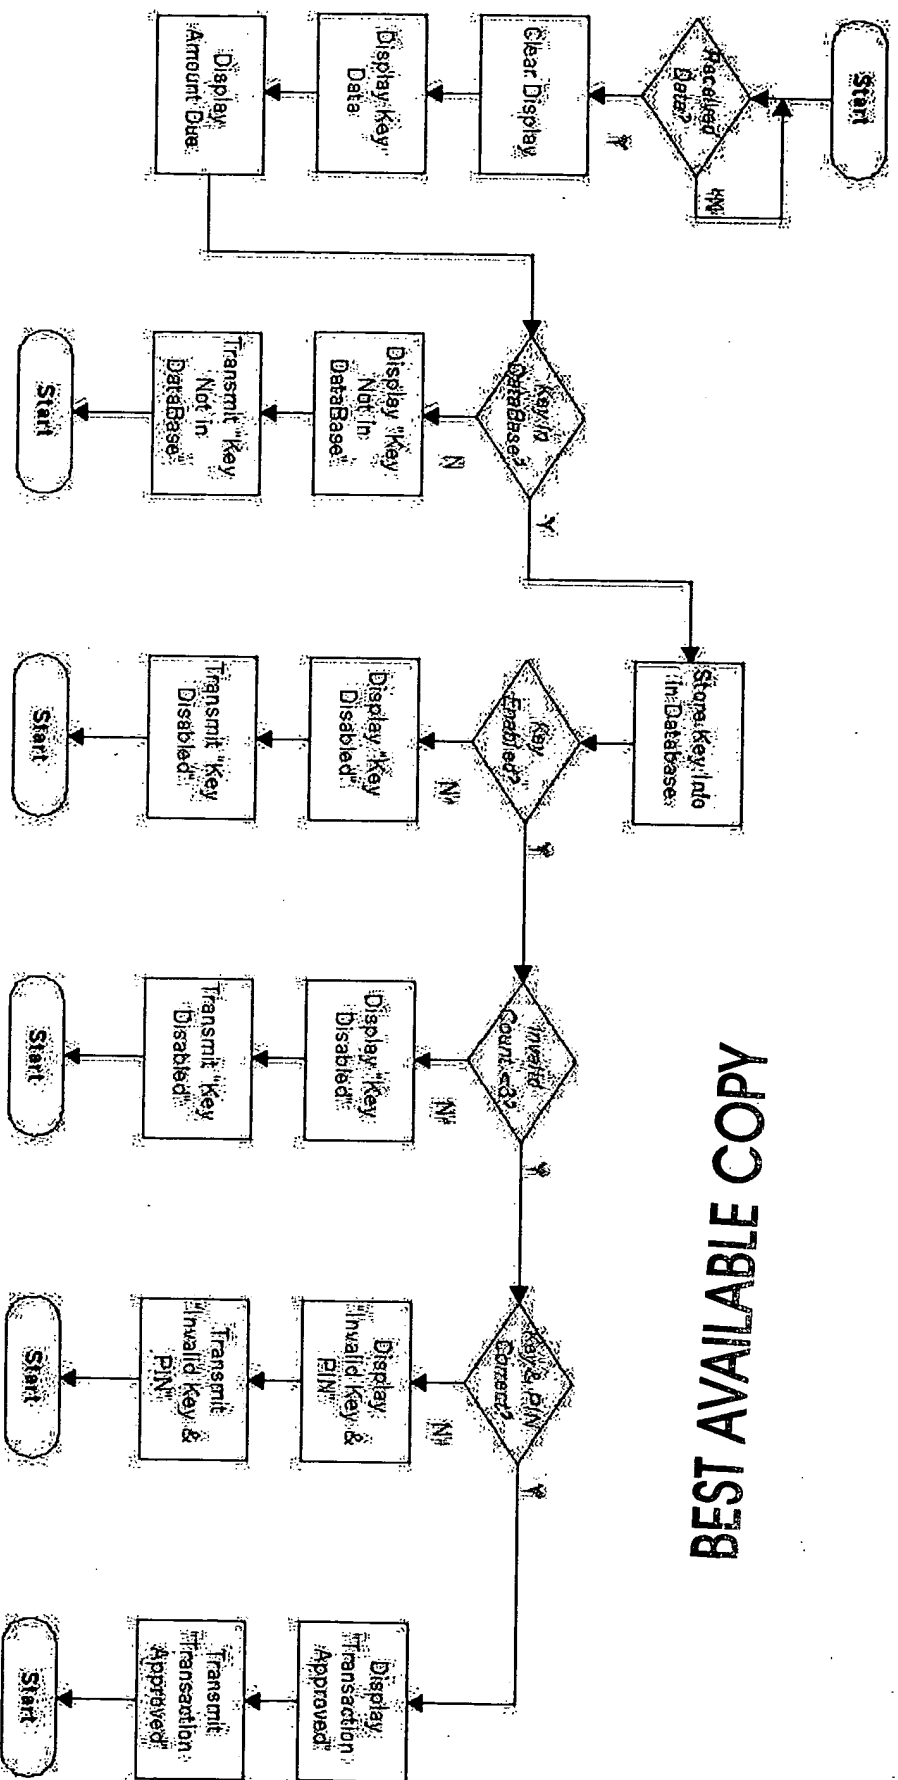 Start
Received
Data?
N
Y
Clear Display
Display Key
Data
Display
Amount Due
Key in
DataBase?
N
Y
Display "Key
Not in
DataBase"
Transmit "Key
Not in
DataBase"
Start
Store Key Info
in Database
Key
Enabled?
N
Y
Display "Key
Disabled"
Transmit "Key
Disabled"
Start
Invalid
Count <3?
N
Y
Display "Key
Disabled"
Transmit "Key
Disabled"
Start
Key & PIN
Correct?
N
Y
Display
"Invalid Key &
PIN"
Transmit
"Invalid Key &
PIN"
Start
Display
"Transaction
Approved"
Transmit
"Transaction
Approved"
Start
BEST AVAILABLE COPY